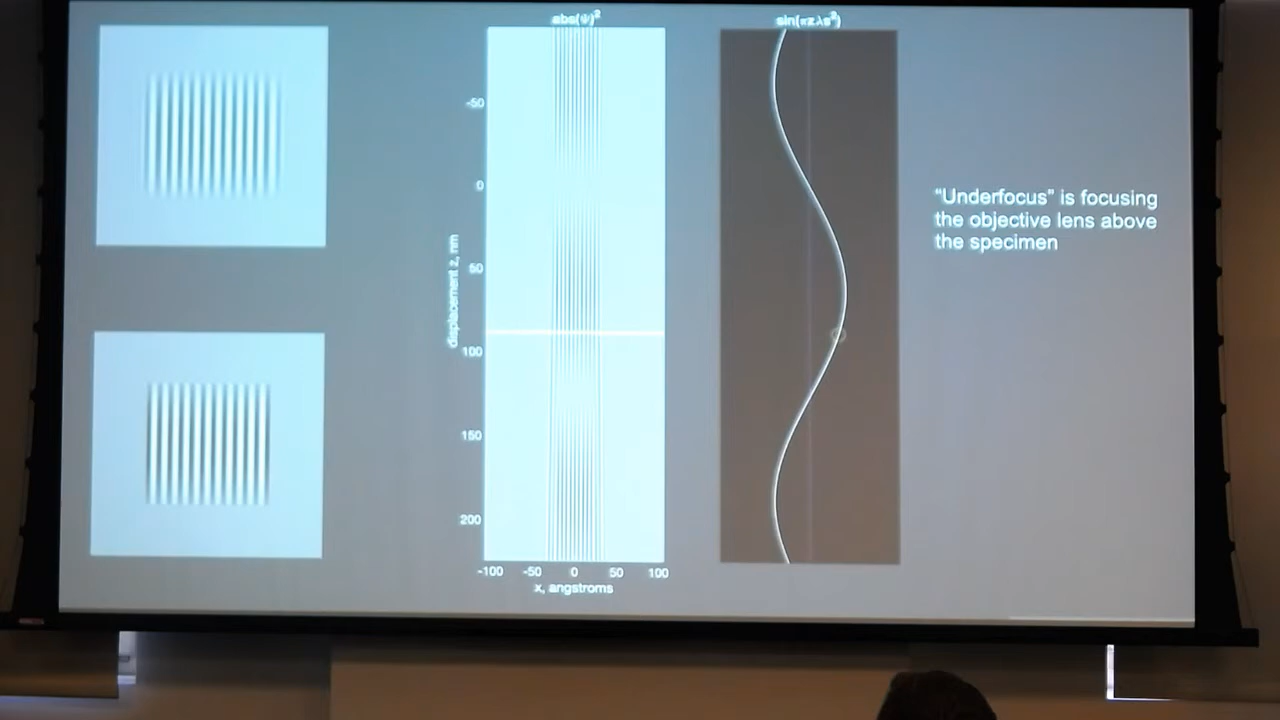 abs(Ψ)²
sin(πzλs²)
-50
0
50
100
150
200
displacement z, nm
-100 -50 0 50 100
x, angstroms
“Underfocus” is focusing
the objective lens above
the specimen